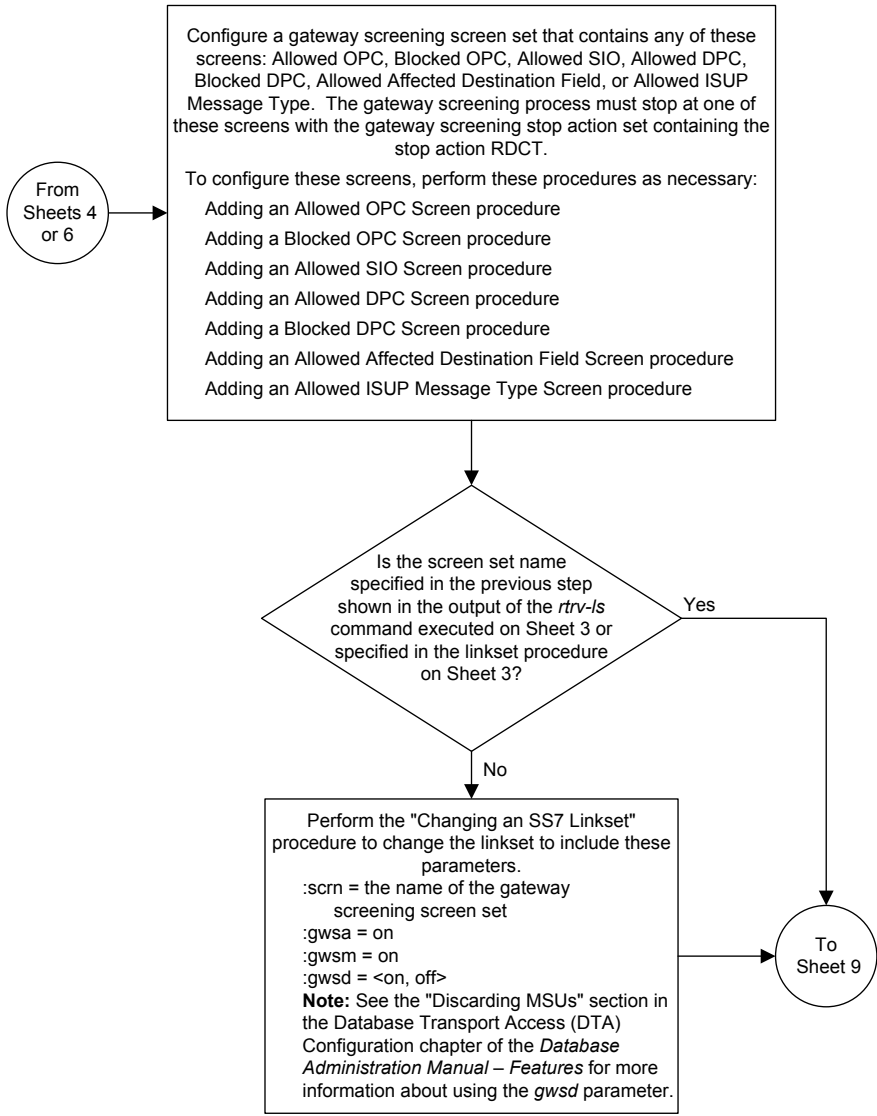 Configure a gateway screening screen set that contains any of these
screens: Allowed OPC, Blocked OPC, Allowed SIO, Allowed DPC,
Blocked DPC, Allowed Affected Destination Field, or Allowed ISUP
Message Type. The gateway screening process must stop at one of
these screens with the gateway screening stop action set containing the
stop action RDCT.
To configure these screens, perform these procedures as necessary:
Adding an Allowed OPC Screen procedure
Adding a Blocked OPC Screen procedure
Adding an Allowed SIO Screen procedure
Adding an Allowed DPC Screen procedure
Adding a Blocked DPC Screen procedure
Adding an Allowed Affected Destination Field Screen procedure
Adding an Allowed ISUP Message Type Screen procedure
From
Sheets 4
or 6
Is the screen set name
specified in the previous step
shown in the output of the rtrv-ls
command executed on Sheet 3 or
specified in the linkset procedure
on Sheet 3?
Yes
No
Perform the "Changing an SS7 Linkset"
procedure to change the linkset to include these
parameters.
:scrn = the name of the gateway
screening screen set
:gwsa = on
:gwsm = on
:gwsd = <on, off>
Note: See the "Discarding MSUs" section in
the Database Transport Access (DTA)
Configuration chapter of the Database
Administration Manual – Features for more
information about using the gwsd parameter.
To
Sheet 9